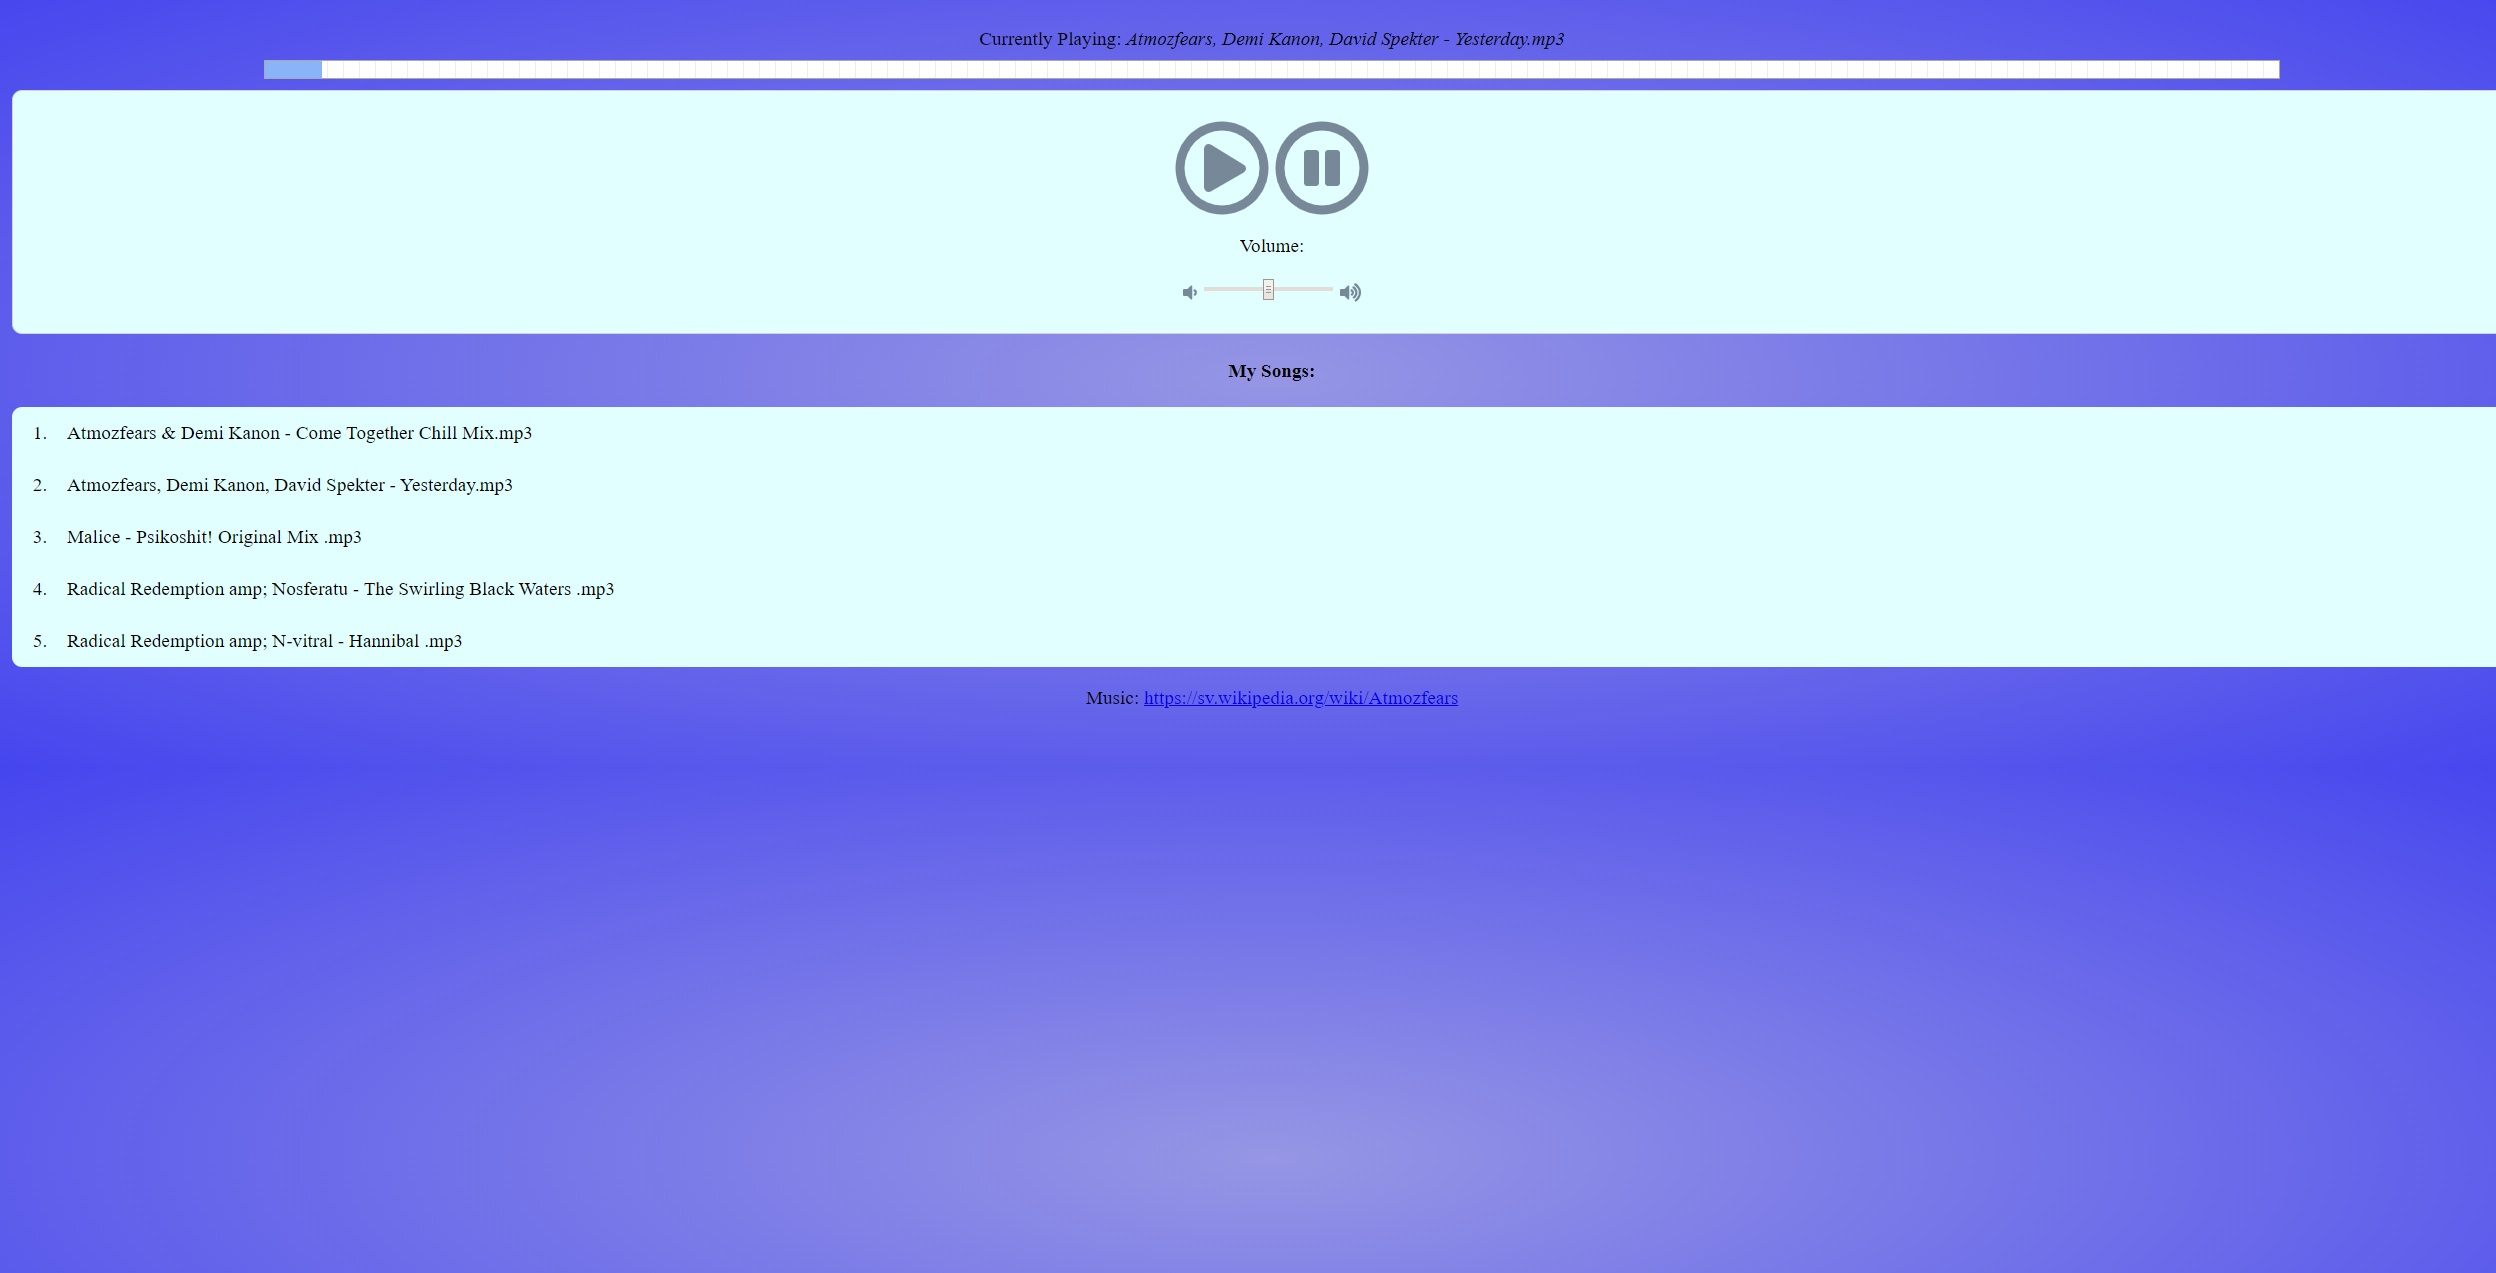 Currently Playing: Atmozfears, Demi Kanon, David Spekter - Yesterday.mp3
Volume:
My Songs:
1. Atmozfears & Demi Kanon - Come Together Chill Mix.mp3
2. Atmozfears, Demi Kanon, David Spekter - Yesterday.mp3
3. Malice - Psikoshit! Original Mix .mp3
4. Radical Redemption amp; Nosferatu - The Swirling Black Waters .mp3
5. Radical Redemption amp; N-vitral - Hannibal .mp3
Music: https://sv.wikipedia.org/wiki/Atmozfears